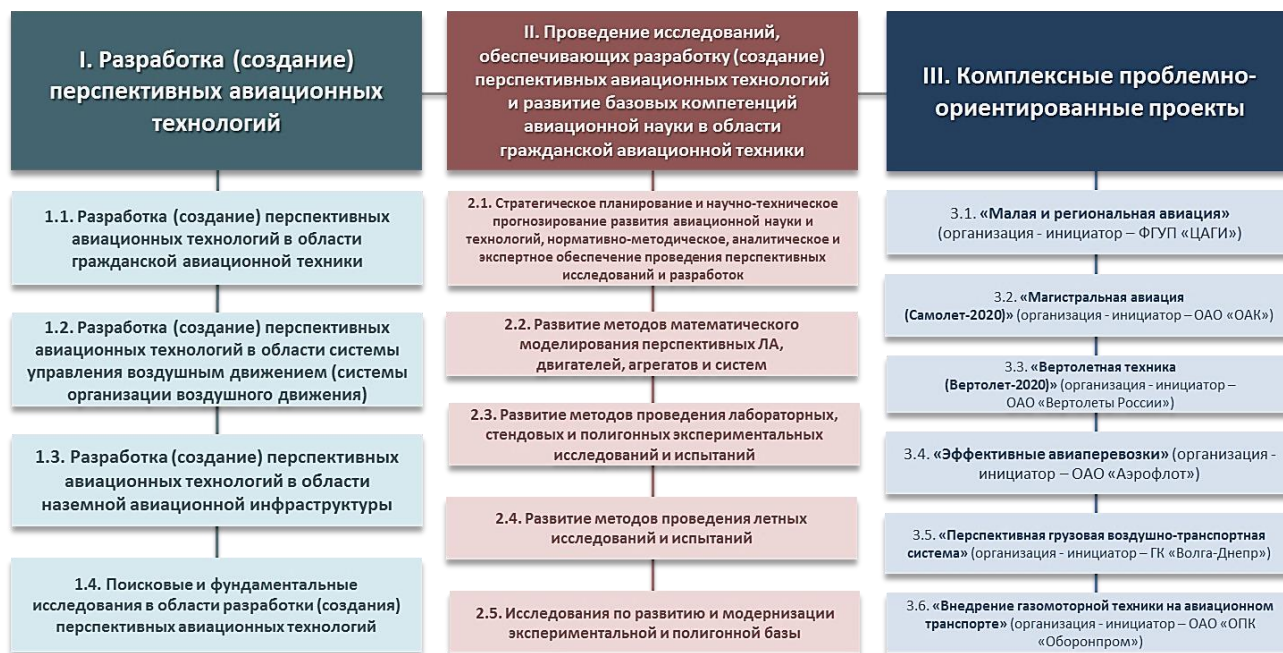 I. Разработка (создание)
перспективных авиационных
технологий
1.1. Разработка (создание) перспективных
авиационных технологий в области
гражданской авиационной техники
1.2. Разработка (создание) перспективных
авиационных технологий в области системы
управления воздушным движением (системы
организации воздушного движения)
1.3. Разработка (создание) перспективных
авиационных технологий в области
наземной авиационной инфраструктуры
1.4. Поисковые и фундаментальные
исследования в области разработки (создания)
перспективных авиационных технологий
II. Проведение исследований,
обеспечивающих разработку (создание)
перспективных авиационных технологий
и развитие базовых компетенций
авиационной науки в области
гражданской авиационной техники
2.1. Стратегическое планирование и научно-техническое
прогнозирование развития авиационной науки и
технологий, нормативно-методическое, аналитическое и
экспертное обеспечение проведения перспективных
исследований и разработок
2.2. Развитие методов математического
моделирования перспективных ЛА,
двигателей, агрегатов и систем
2.3. Развитие методов проведения лабораторных,
стендовых и полигонных экспериментальных
исследований и испытаний
2.4. Развитие методов проведения летных
исследований и испытаний
2.5. Исследования по развитию и модернизации
экспериментальной и полигонной базы
III. Комплексные проблемно-
ориентированные проекты
3.1. «Малая и региональная авиация»
(организация - инициатор – ФГУП «ЦАГИ»)
3.2. «Магистральная авиация
(Самолет-2020)» (организация - инициатор – ОАО «ОАК»)
3.3. «Вертолетная техника
(Вертолет-2020)» (организация - инициатор –
ОАО «Вертолеты России»)
3.4. «Эффективные авиаперевозки» (организация -
инициатор – ОАО «Аэрофлот»)
3.5. «Перспективная грузовая воздушно-транспортная
система» (организация - инициатор – ГК «Волга-Днепр»)
3.6. «Внедрение газомоторной техники на авиационном
транспорте» (организация - инициатор – ОАО «ОПК
«Оборонпром»)